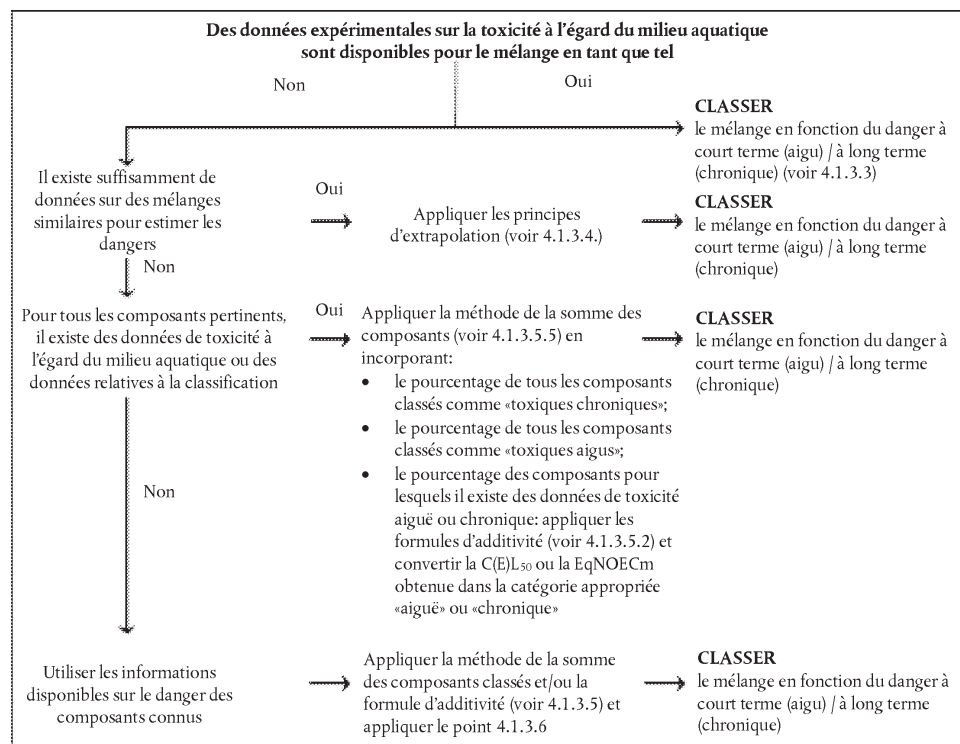 Des données expérimentales sur la toxicité à l'égard du milieu aquatique
sont disponibles pour le mélange en tant que tel
Non
Oui
CLASSER
le mélange en fonction du danger à
court terme (aigu) / à long terme
(chronique) (voir 4.1.3.3)
Il existe suffisamment de
données sur des mélanges
similaires pour estimer les
dangers
Oui
Appliquer les principes
d'extrapolation (voir 4.1.3.4.)
CLASSER
le mélange en fonction du danger à
court terme (aigu) / à long terme
(chronique)
Non
Pour tous les composants pertinents,
il existe des données de toxicité à
l'égard du milieu aquatique ou des
données relatives à la classification
Oui
Appliquer la méthode de la somme des
composants (voir 4.1.3.5.5) en
incorporant:
• le pourcentage de tous les composants
classés comme «toxiques chroniques»;
• le pourcentage de tous les composants
classés comme «toxiques aigus»;
• le pourcentage des composants pour
lesquels il existe des données de toxicité
aiguë ou chronique: appliquer les
formules d'additivité (voir 4.1.3.5.2) et
convertir la C(E)L₅₀ ou la EqNOECm
obtenue dans la catégorie appropriée
«aiguë» ou «chronique»
CLASSER
le mélange en fonction du danger à
court terme (aigu) / à long terme
(chronique)
Non
Utiliser les informations
disponibles sur le danger des
composants connus
Appliquer la méthode de la somme
des composants classés et/ou la
formule d'additivité (voir 4.1.3.5) et
appliquer le point 4.1.3.6
CLASSER
le mélange en fonction du danger à
court terme (aigu) / à long terme
(chronique)